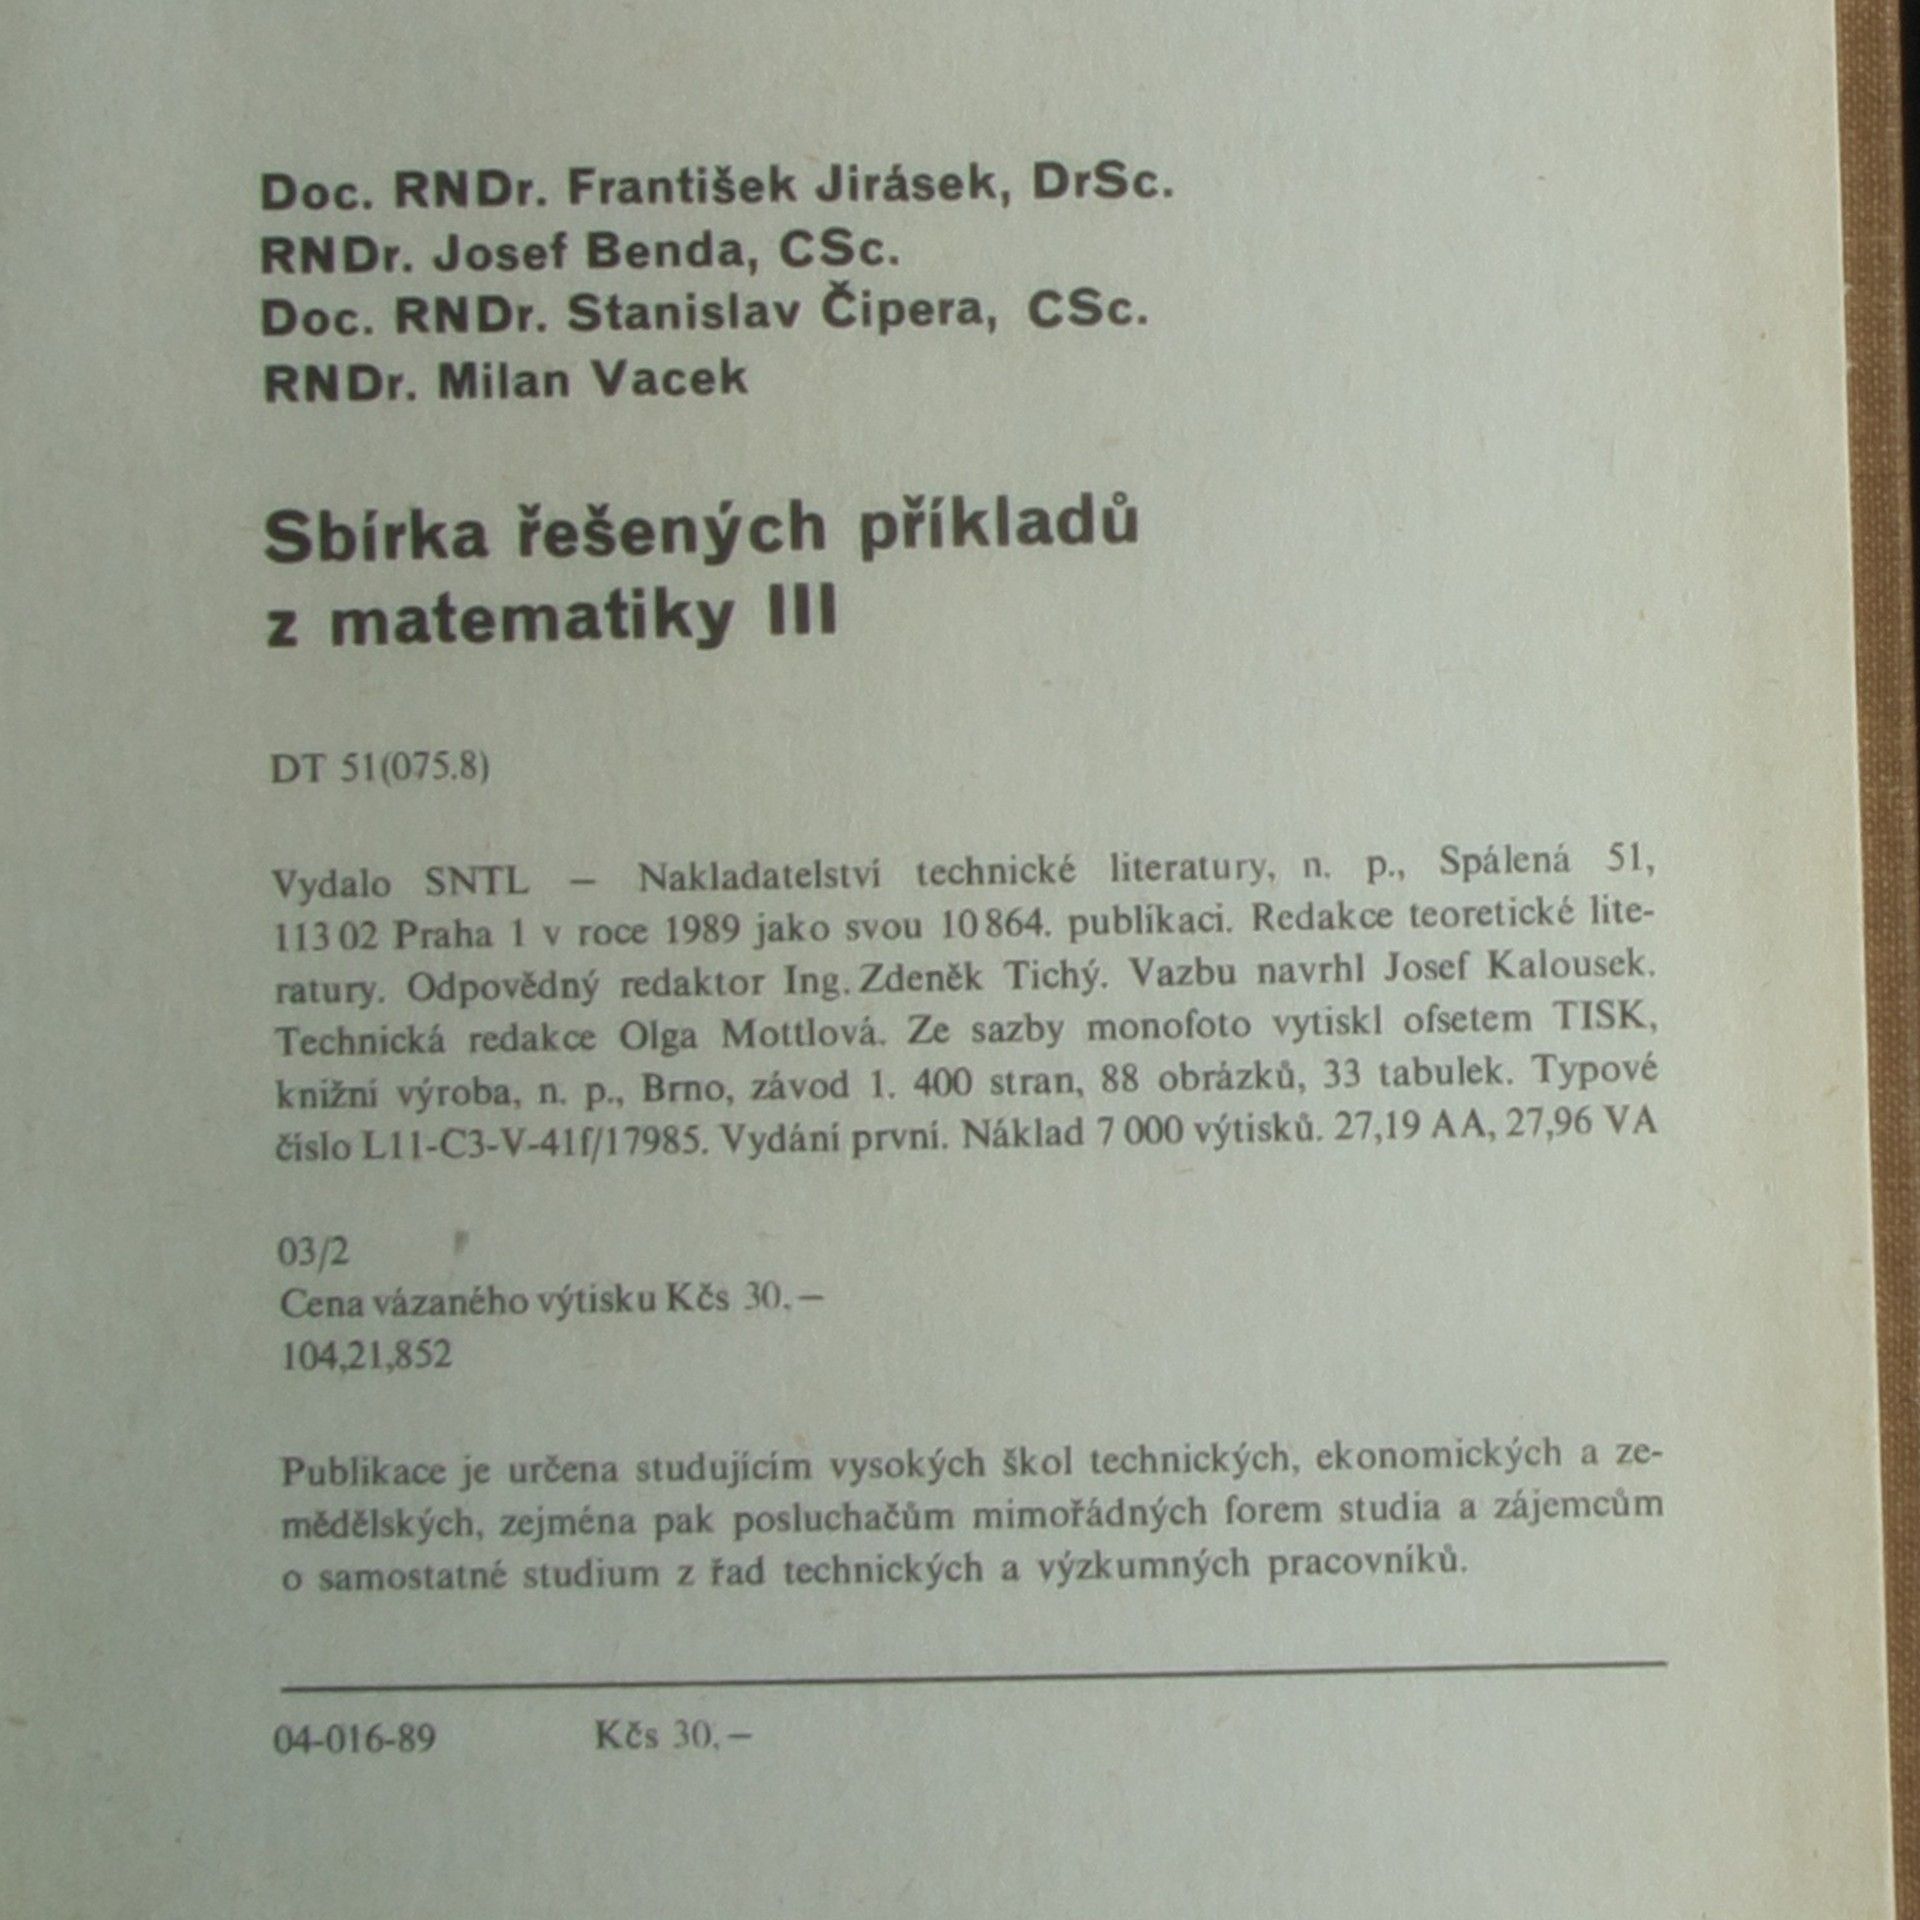 Doc. RNDr. František Jirásek, DrSc.
RNDr. Josef Benda, CSc.
Doc. RNDr. Stanislav Čipera, CSc.
RNDr. Milan Vacek
Sbírka řešených příkladů
z matematiky III
DT 51(075.8)
Vydalo SNTL – Nakladatelství technické literatury, n. p., Spálená 51,
113 02 Praha 1 v roce 1989 jako svou 10 864. publikaci. Redakce teoretické lite-
ratury. Odpovědný redaktor Ing. Zdeněk Tichý. Vazbu navrhl Josef Kalousek.
Technická redakce Olga Mottlová. Ze sazby monofoto vytiskl ofsetem TISK,
knižní výroba, n. p., Brno, závod 1. 400 stran, 88 obrázků, 33 tabulek. Typové
číslo L11-C3-V-41f/17985. Vydání první. Náklad 7 000 výtisků. 27,19 AA, 27,96 VA
03/2
Cena vázaného výtisku Kčs 30,–
104,21,852
Publikace je určena studujícím vysokých škol technických, ekonomických a ze-
mědělských, zejména pak posluchačům mimořádných forem studia a zájemcům
o samostatné studium z řad technických a výzkumných pracovníků.
04-016-89 Kčs 30,–